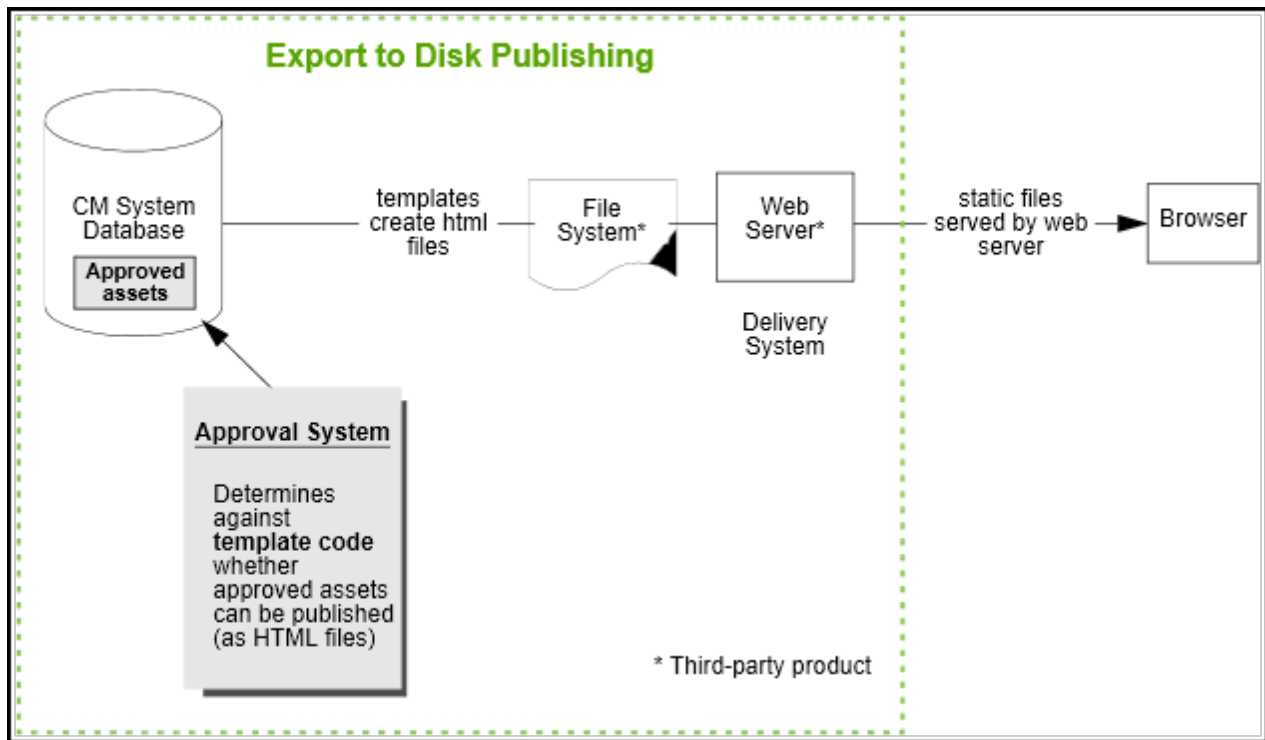 Export to Disk Publishing
CM System
Database
Approved
assets
templates
create html
files
File
System*
Web
Server*
Delivery
System
static files
served by web
server
Browser
Approval System
Determines
against
template code
whether
approved assets
can be published
(as HTML files)
* Third-party product